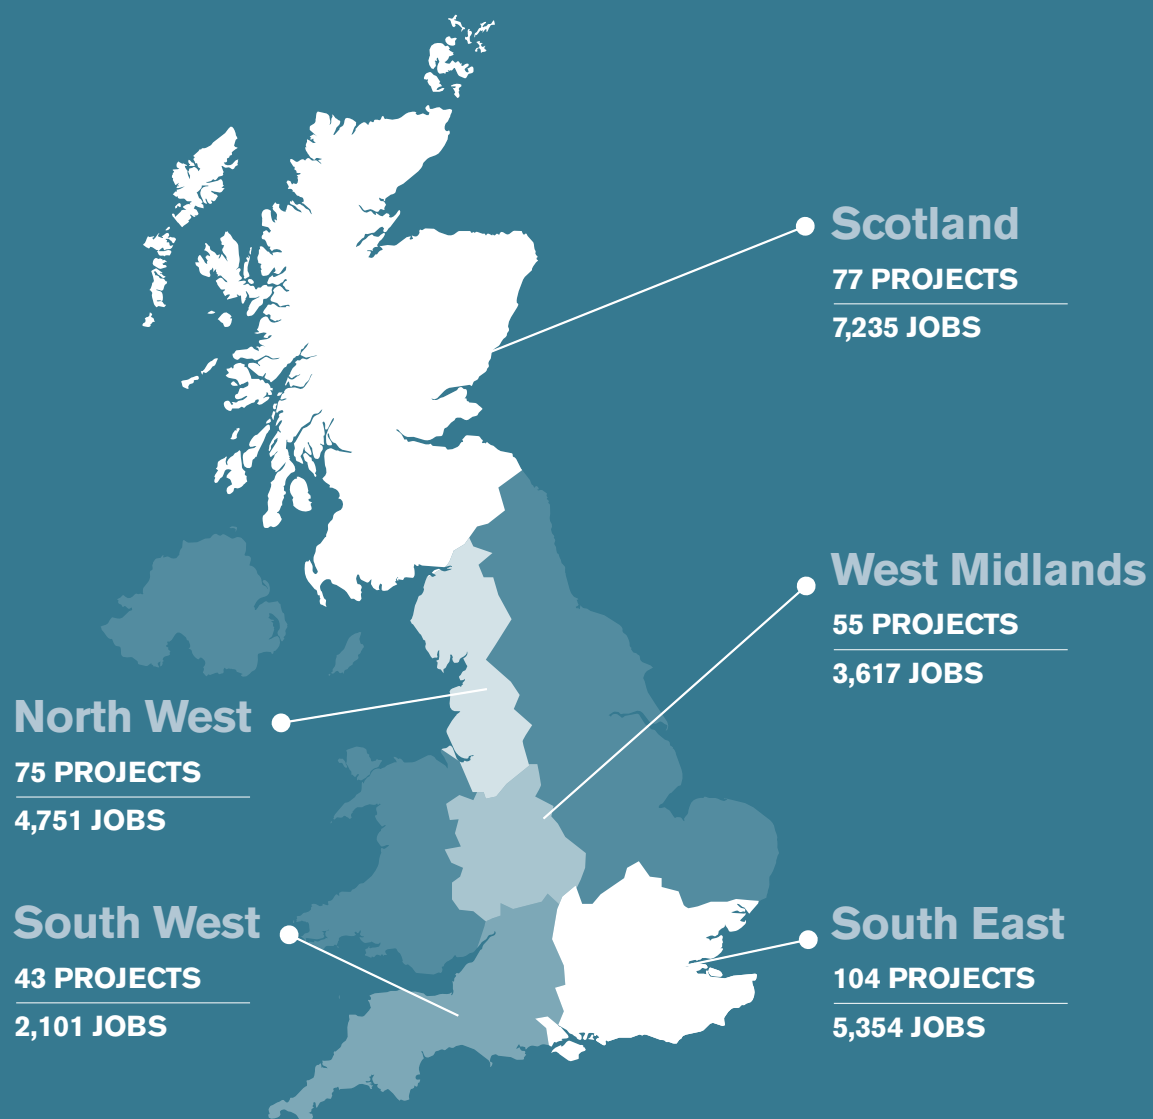 Scotland
77 PROJECTS
7,235 JOBS
West Midlands
55 PROJECTS
3,617 JOBS
North West
75 PROJECTS
4,751 JOBS
South West
43 PROJECTS
2,101 JOBS
South East
104 PROJECTS
5,354 JOBS